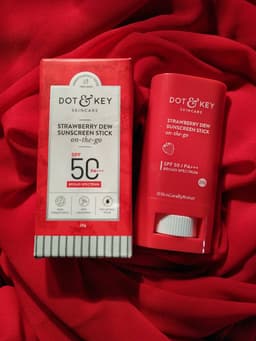 DOT & KEY
SKINCARE
STRAWBERRY DEW
SUNSCREEN STICK
on-the-go
SPF
50
PA+++
BROAD SPECTRUM
DOT & KEY
SKINCARE
STRAWBERRY DEW
SUNSCREEN STICK
on-the-go
SPF 50 | PA+++
BROAD SPECTRUM